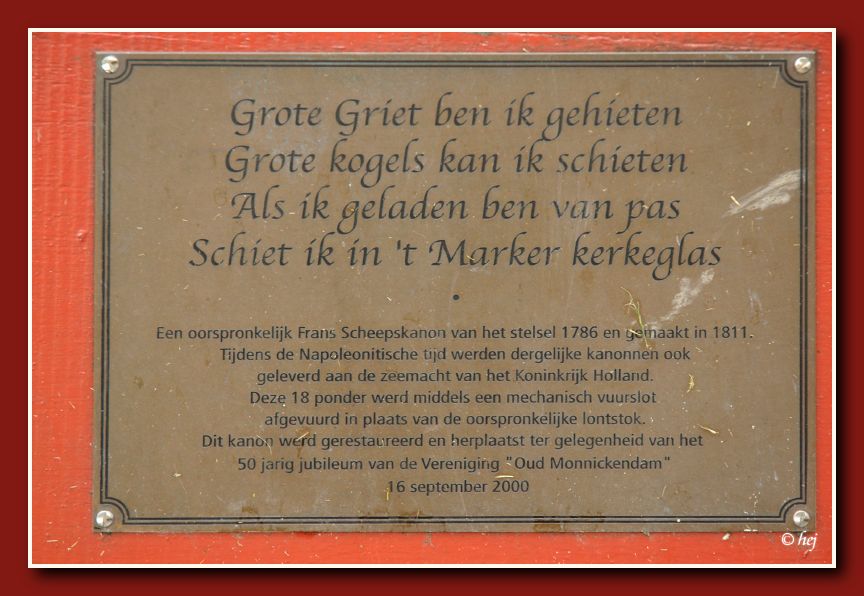 Grote Griet ben ik gehieten
Grote kogels kan ik schieten
Als ik geladen ben van pas
Schiet ik in 't Marker kerkeglas
•
Een oorspronkelijk Frans Scheepskanon van het stelsel 1786 en gemaakt in 1811.
Tijdens de Napoleonitische tijd werden dergelijke kanonnen ook
geleverd aan de zeemacht van het Koninkrijk Holland.
Deze 18 ponder werd middels een mechanisch vuurslot
afgevuurd in plaats van de oorspronkelijke lontstok.
Dit kanon werd gerestaureerd en herplaatst ter gelegenheid van het
50 jarig jubileum van de Vereniging "Oud Monnickendam"
16 september 2000
© hej